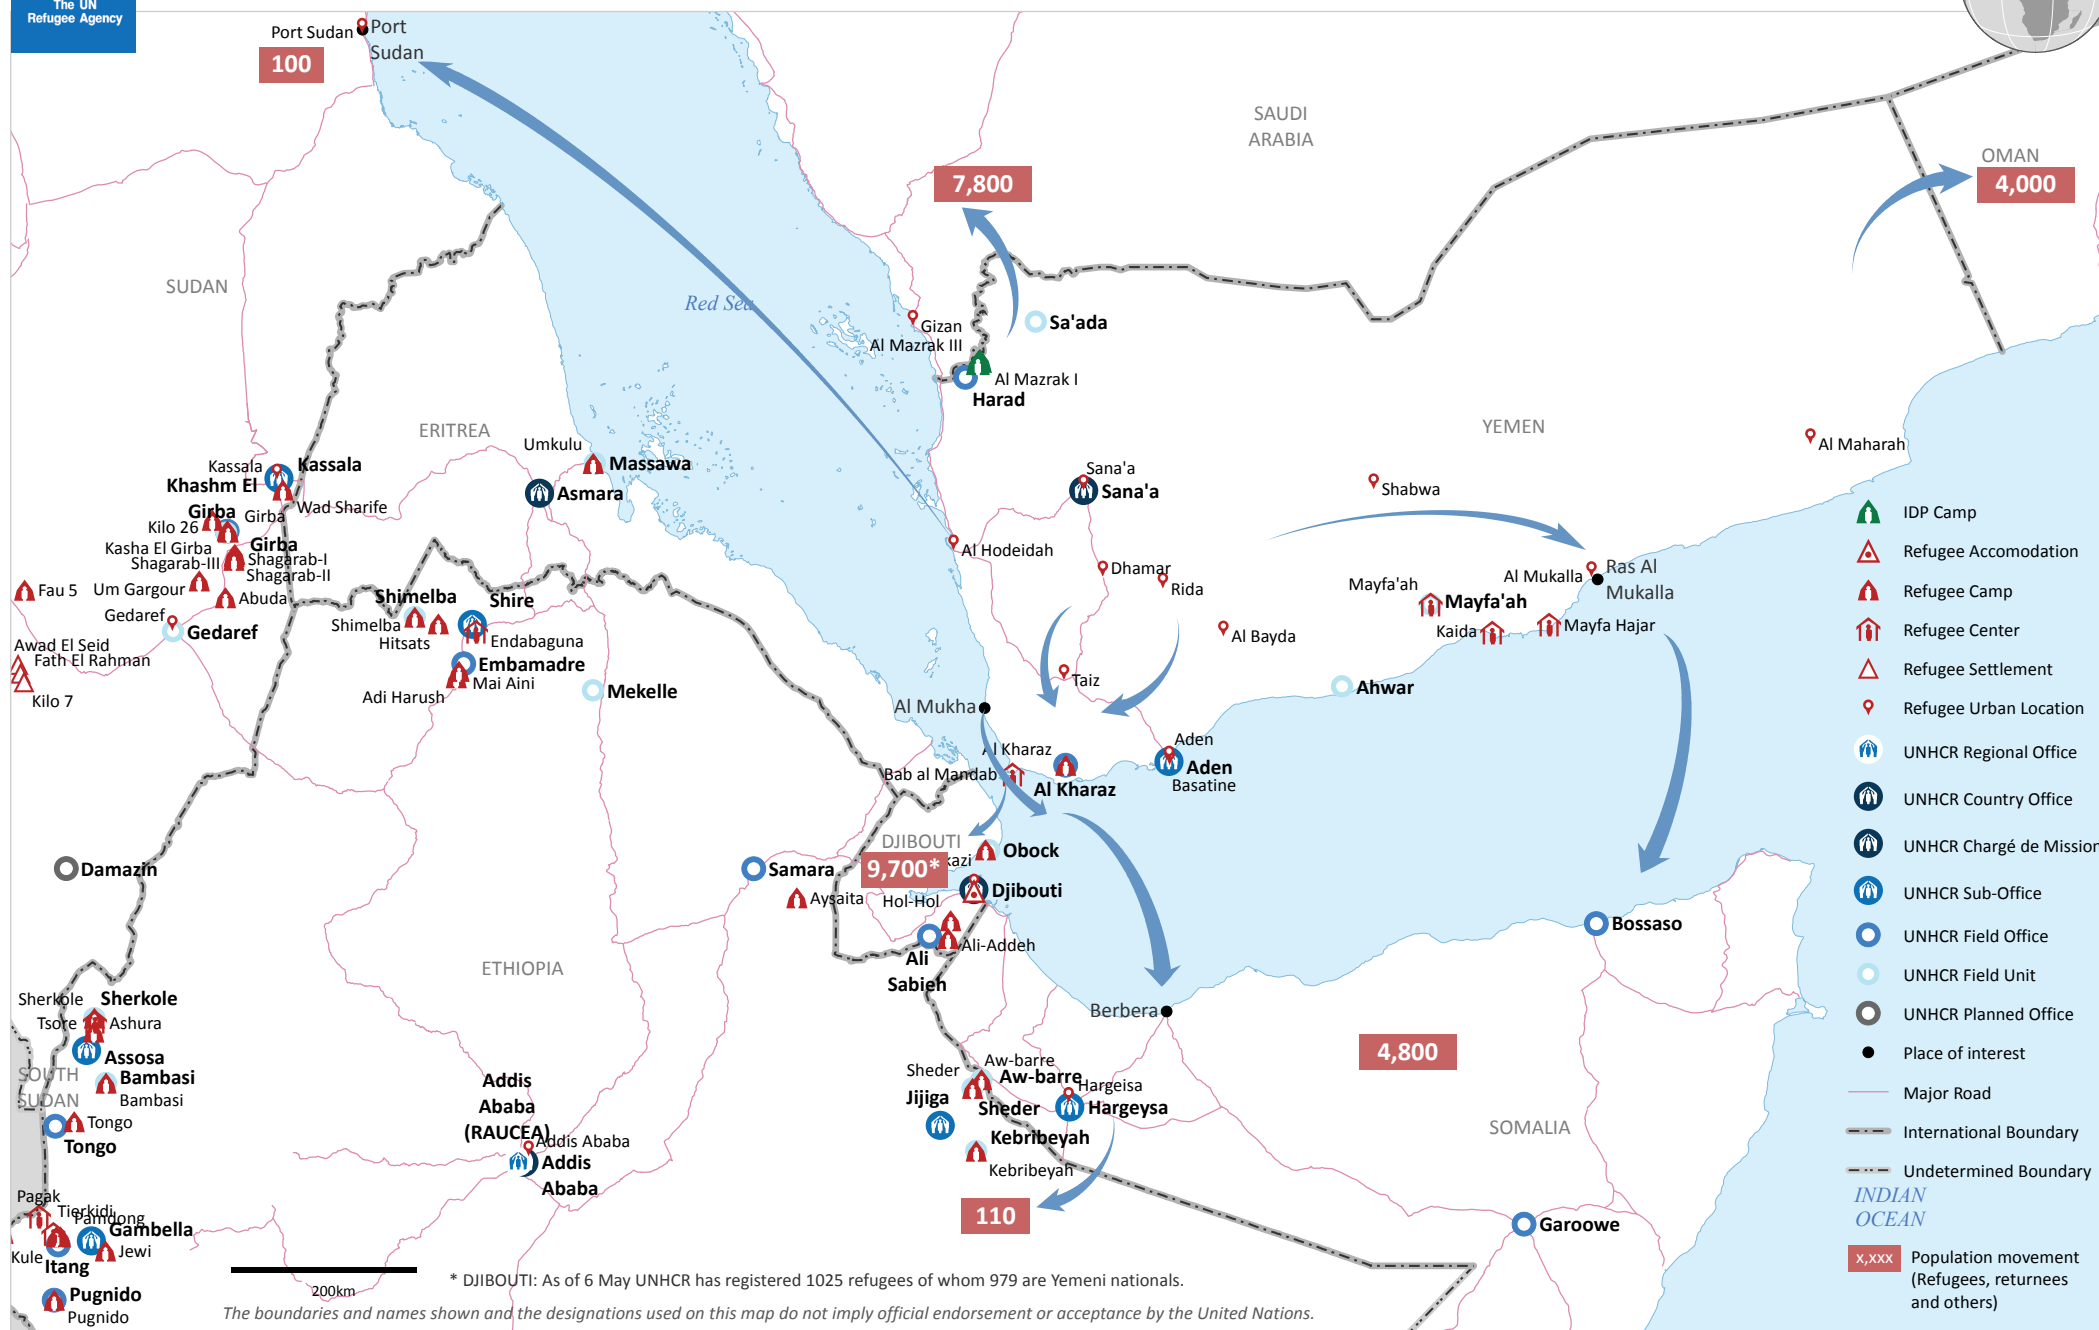 The UN
Refugee Agency
Port Sudan
Port
Sudan
100
SAUDI
ARABIA
OMAN
4,000
7,800
SUDAN
Red Sea
Gizan
Al Mazrak III
Sa'ada
Al Mazrak I
Harad
ERITREA
YEMEN
Umkulu
Massawa
Asmara
Al Maharah
Kassala
Kassala
Khashm El
Girba
Wad Sharife
Girba
Kilo 26
Girba
Kasha El Girba
Shagarab-III
Shagarab-I
Shagarab-II
Fau 5
Um Gargour
Abuda
Gedaref
Gedaref
Awad El Seid
Fath El Rahman
Kilo 7
Sana'a
Sana'a
Shabwa
Al Hodeidah
Dhamar
Rida
Al Bayda
Taiz
Mayfa'ah
Mayfa'ah
Al Mukalla
Ras Al
Mukalla
Kaida
Mayfa Hajar
Ahwar
Shimelba
Shimelba
Hitsats
Shire
Endabaguna
Embamadre
Mai Aini
Adi Harush
Mekelle
Al Mukha
Al Kharaz
Bab al Mandab
Al Kharaz
Aden
Aden
Basatine
DJIBOUTI
9,700*
kazi
Obock
Djibouti
Hol-Hol
Ali-Addeh
Ali
Sabieh
Damazin
Samara
Aysaita
ETHIOPIA
Bossaso
Berbera
4,800
Sherkole
Sherkole
Tsore
Ashura
Assosa
Bambasi
Bambasi
SOUTH
SUDAN
Tongo
Tongo
Addis
Ababa
(RAUCEA)
Addis Ababa
Addis
Ababa
Sheder
Aw-barre
Aw-barre
Sheder
Jijiga
Hargeisa
Hargeysa
Kebribeyah
Kebribeyah
SOMALIA
110
Garoowe
Pagak
Tierkidi
Pamdong
Gambella
Kule
Jewi
Itang
Pugnido
Pugnido
IDP Camp
Refugee Accomodation
Refugee Camp
Refugee Center
Refugee Settlement
Refugee Urban Location
UNHCR Regional Office
UNHCR Country Office
UNHCR Chargé de Mission
UNHCR Sub-Office
UNHCR Field Office
UNHCR Field Unit
UNHCR Planned Office
Place of interest
Major Road
International Boundary
Undetermined Boundary
INDIAN
OCEAN
x,xxx
Population movement
(Refugees, returnees
and others)
200km
* DJIBOUTI: As of 6 May UNHCR has registered 1025 refugees of whom 979 are Yemeni nationals.
The boundaries and names shown and the designations used on this map do not imply official endorsement or acceptance by the United Nations.